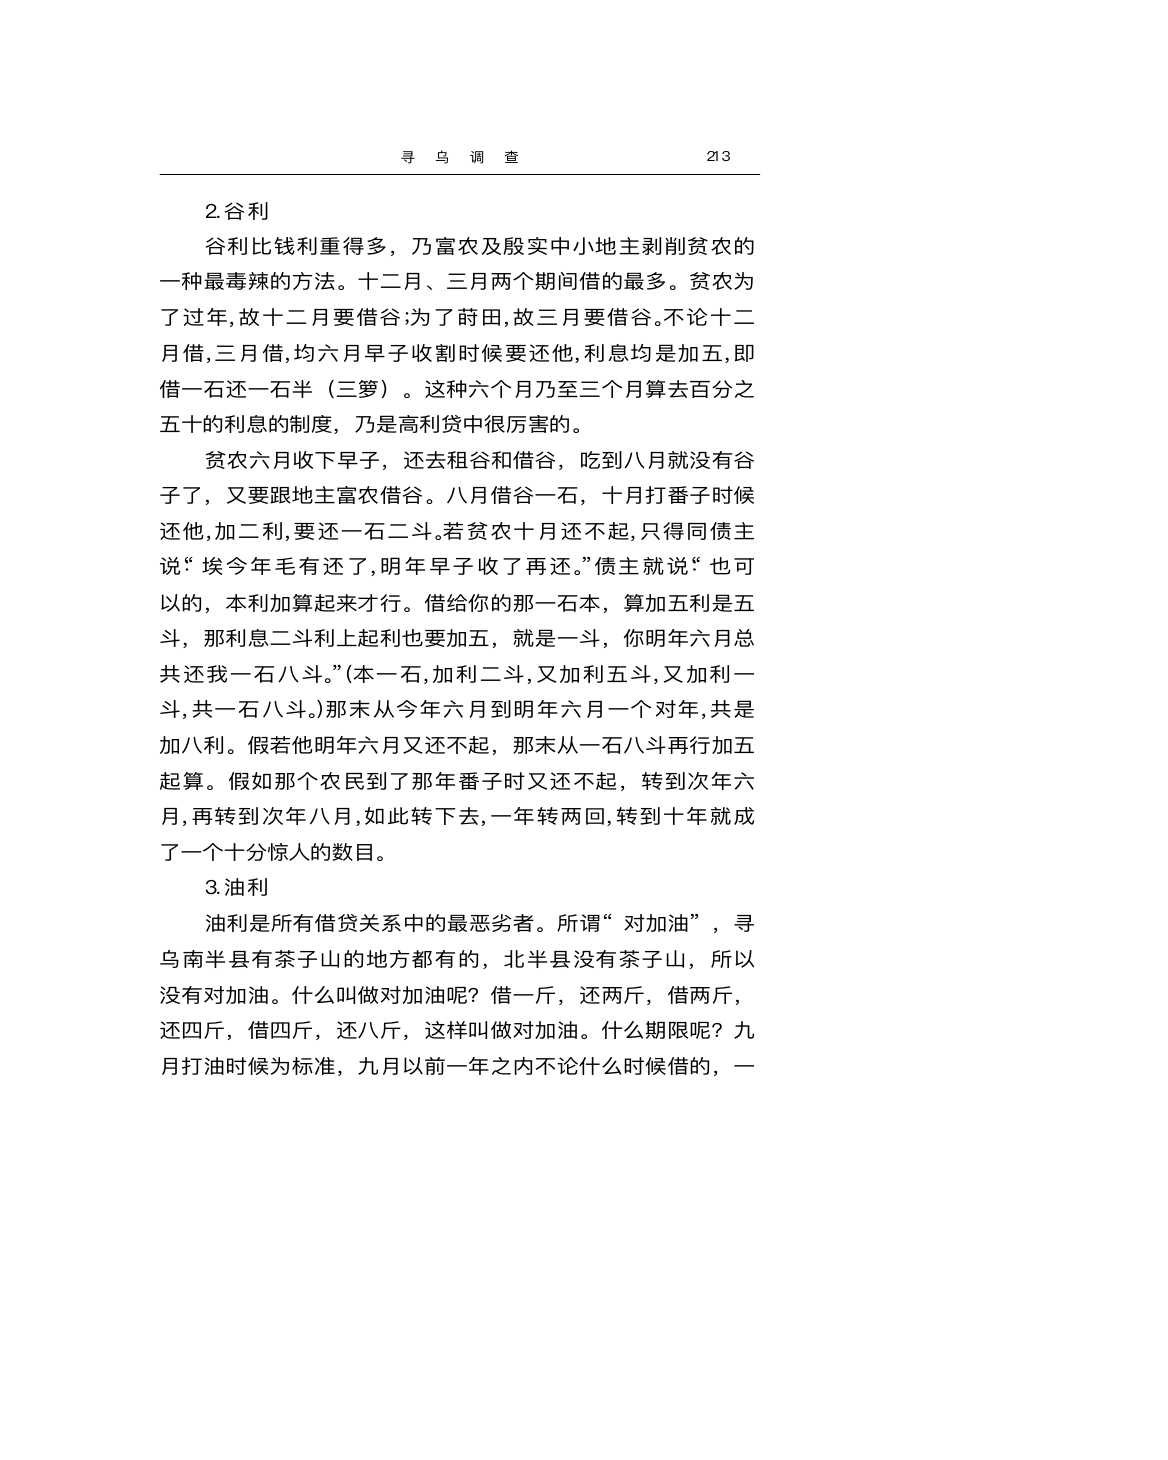 寻乌调查 213
2.谷利
谷利比钱利重得多，乃富农及殷实中小地主剥削贫农的
一种最毒辣的方法。十二月、三月两个期间借的最多。贫农为
了过年,故十二月要借谷;为了莳田,故三月要借谷。不论十二
月借,三月借,均六月早子收割时候要还他,利息均是加五,即
借一石还一石半（三箩）。这种六个月乃至三个月算去百分之
五十的利息的制度，乃是高利贷中很厉害的。
贫农六月收下早子，还去租谷和借谷，吃到八月就没有谷
子了，又要跟地主富农借谷。八月借谷一石，十月打番子时候
还他,加二利,要还一石二斗。若贫农十月还不起,只得同债主
说:“埃今年毛有还了,明年早子收了再还。”债主就说:“也可
以的，本利加算起来才行。借给你的那一石本，算加五利是五
斗，那利息二斗利上起利也要加五，就是一斗，你明年六月总
共还我一石八斗。”(本一石,加利二斗,又加利五斗,又加利一
斗,共一石八斗。)那末从今年六月到明年六月一个对年,共是
加八利。假若他明年六月又还不起，那末从一石八斗再行加五
起算。假如那个农民到了那年番子时又还不起，转到次年六
月,再转到次年八月,如此转下去,一年转两回,转到十年就成
了一个十分惊人的数目。
3.油利
油利是所有借贷关系中的最恶劣者。所谓“对加油”，寻
乌南半县有茶子山的地方都有的，北半县没有茶子山，所以
没有对加油。什么叫做对加油呢？借一斤，还两斤，借两斤，
还四斤，借四斤，还八斤，这样叫做对加油。什么期限呢？九
月打油时候为标准，九月以前一年之内不论什么时候借的，一